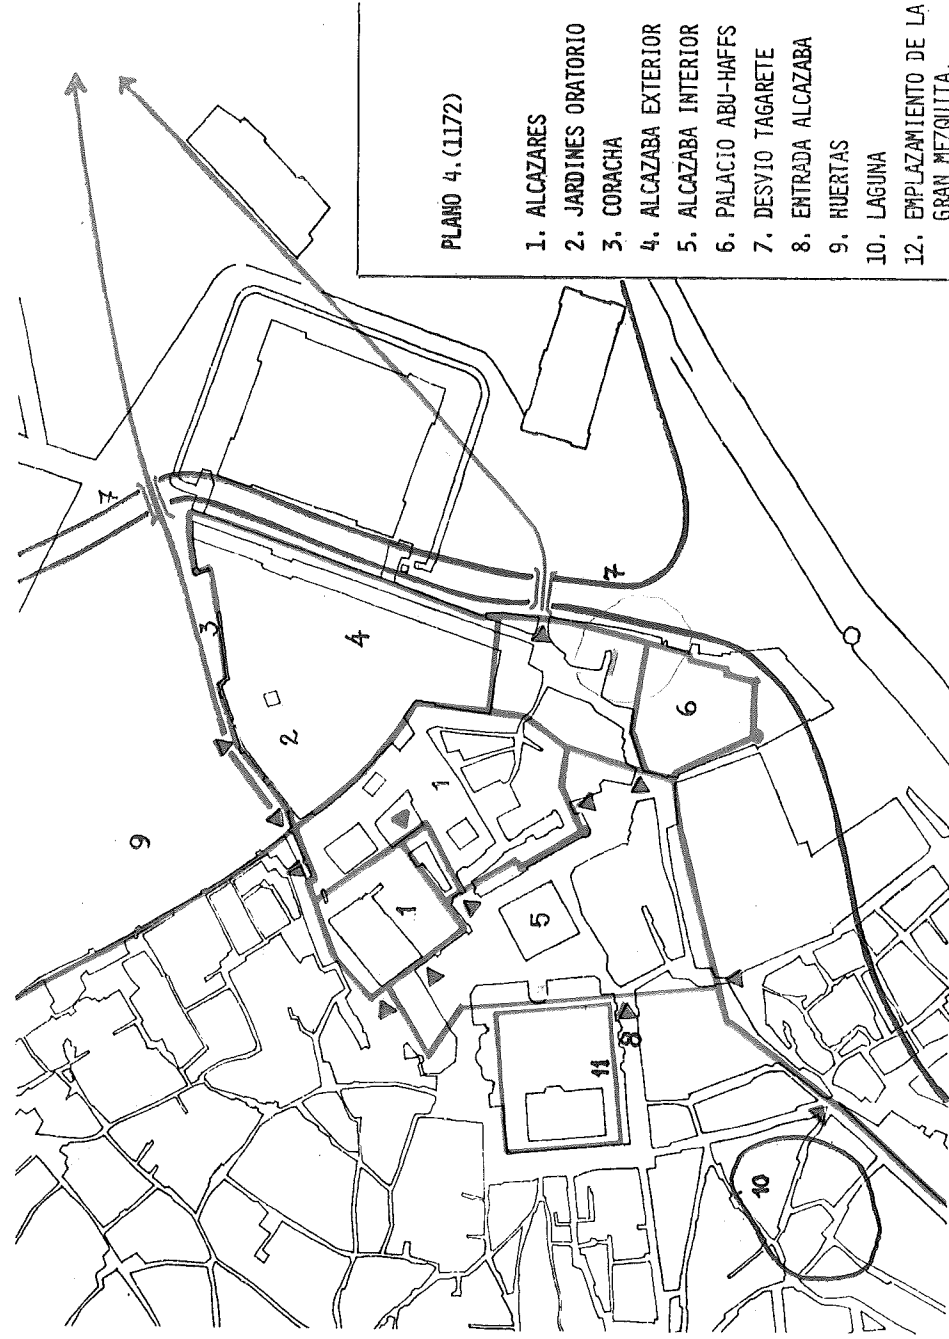 PLANO 4.(1172)
1. ALCAZARES
2. JARDINES ORATORIO
3. CORACHA
4. ALCAZABA EXTERIOR
5. ALCAZABA INTERIOR
6. PALACIO ABU-HAFFS
7. DESVIO TAGARETE
8. ENTRADA ALCAZABA
9. HUERTAS
10. LAGUNA
12. EMPLAZAMIENTO DE LA
GRAN MEZQUITA.
7
3
4
2
9
1
1
5
6
7
8
11
10